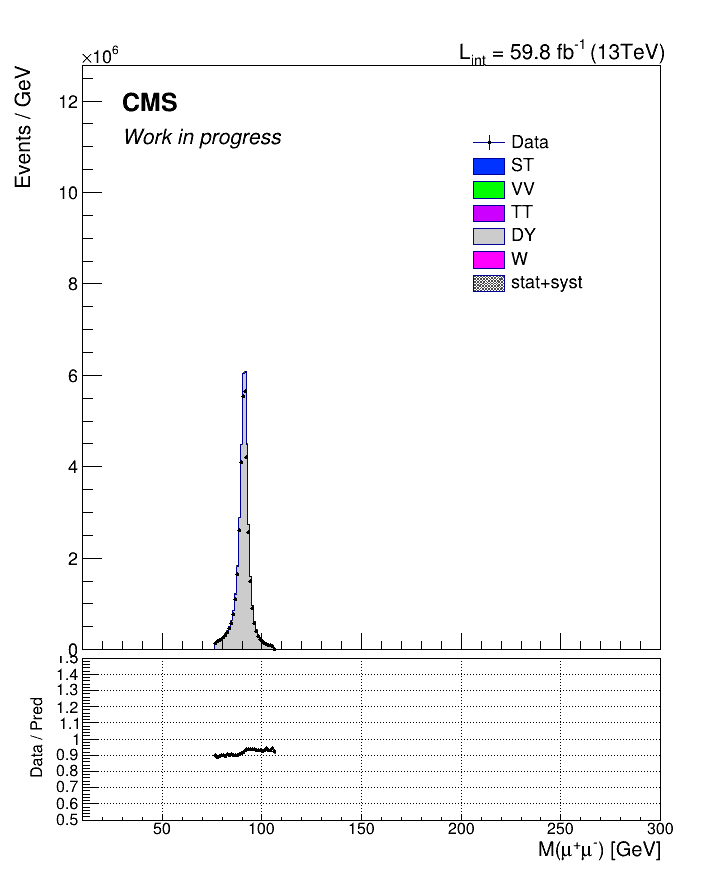 ×10⁶
L_int = 59.8 fb⁻¹ (13TeV)
Events / GeV
12
CMS
Work in progress
Data
ST
VV
10
TT
DY
W
8
stat+syst
6
4
2
0
1.5
1.4
1.3
1.2
1.1
1
0.9
0.8
0.7
0.6
0.5
Data / Pred
50 100 150 200 250 300
M(μ⁺μ⁻) [GeV]